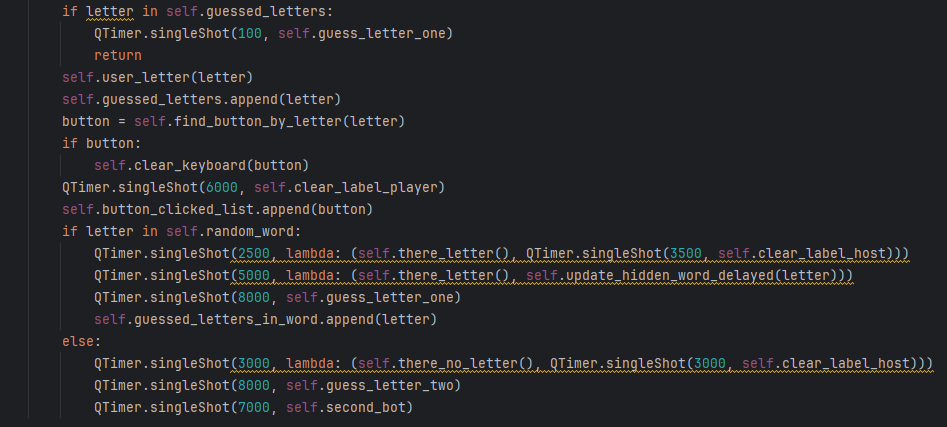 if letter in self.guessed_letters:
    QTimer.singleShot(100, self.guess_letter_one)
    return
self.user_letter(letter)
self.guessed_letters.append(letter)
button = self.find_button_by_letter(letter)
if button:
    self.clear_keyboard(button)
QTimer.singleShot(6000, self.clear_label_player)
self.button_clicked_list.append(button)
if letter in self.random_word:
    QTimer.singleShot(2500, lambda: (self.there_letter(), QTimer.singleShot(3500, self.clear_label_host)))
    QTimer.singleShot(5000, lambda: (self.there_letter(), self.update_hidden_word_delayed(letter)))
    QTimer.singleShot(8000, self.guess_letter_one)
    self.guessed_letters_in_word.append(letter)
else:
    QTimer.singleShot(3000, lambda: (self.there_no_letter(), QTimer.singleShot(3000, self.clear_label_host)))
    QTimer.singleShot(8000, self.guess_letter_two)
    QTimer.singleShot(7000, self.second_bot)